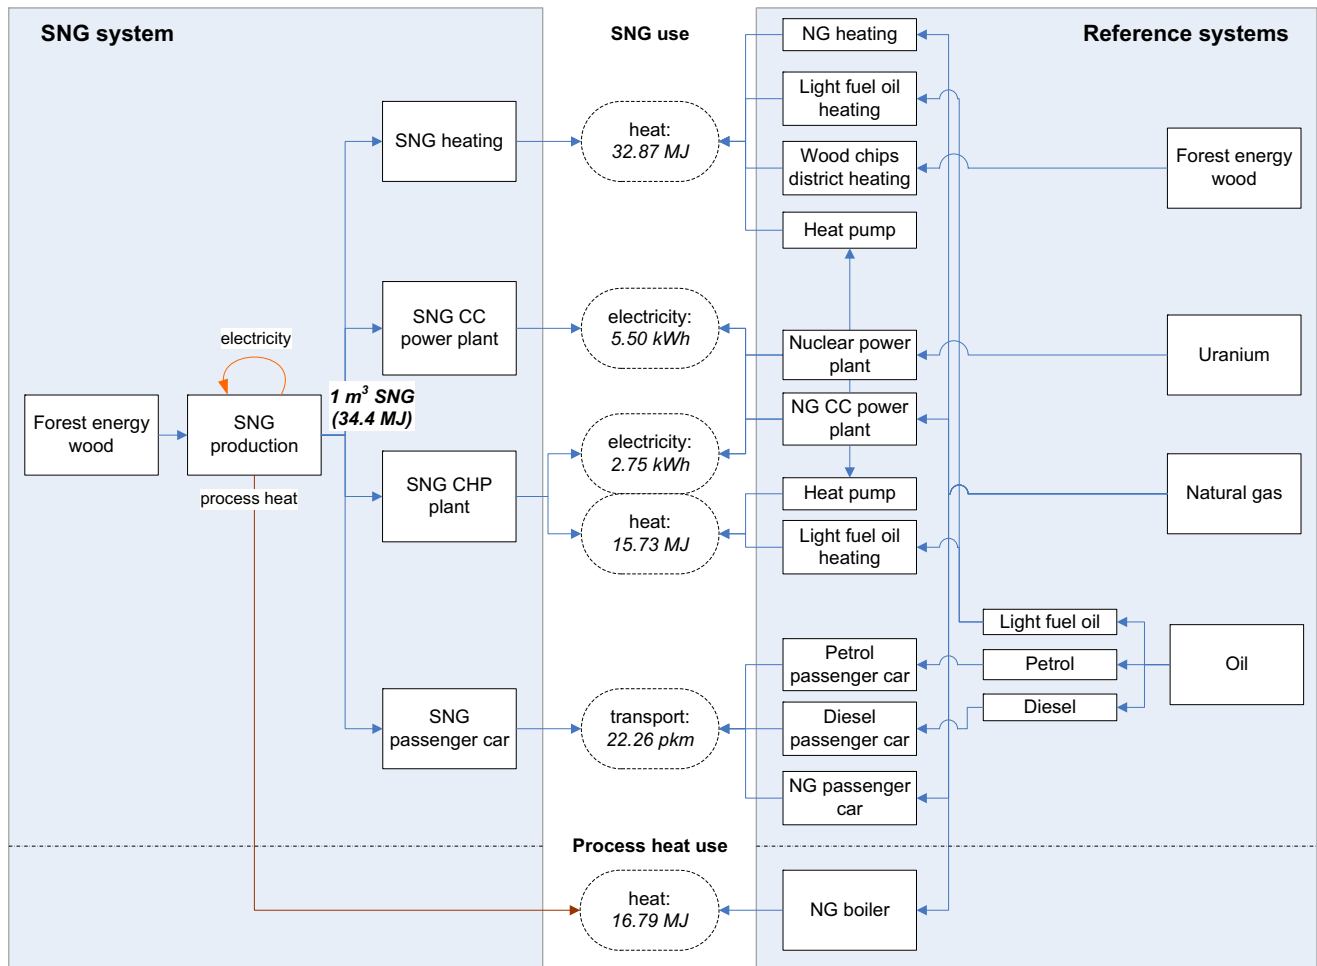 SNG system
SNG use
Reference systems
NG heating
Light fuel oil
heating
SNG heating
heat:
32.87 MJ
Wood chips
district heating
Forest energy
wood
Heat pump
SNG CC
power plant
electricity:
5.50 kWh
Nuclear power
plant
Uranium
electricity
1 m³ SNG
(34.4 MJ)
Forest energy
wood
SNG
production
NG CC power
plant
electricity:
2.75 kWh
process heat
SNG CHP
plant
Heat pump
Natural gas
heat:
15.73 MJ
Light fuel oil
heating
Light fuel oil
Petrol
passenger car
Petrol
Oil
Diesel
SNG
passenger car
transport:
22.26 pkm
Diesel
passenger car
NG passenger
car
Process heat use
heat:
16.79 MJ
NG boiler